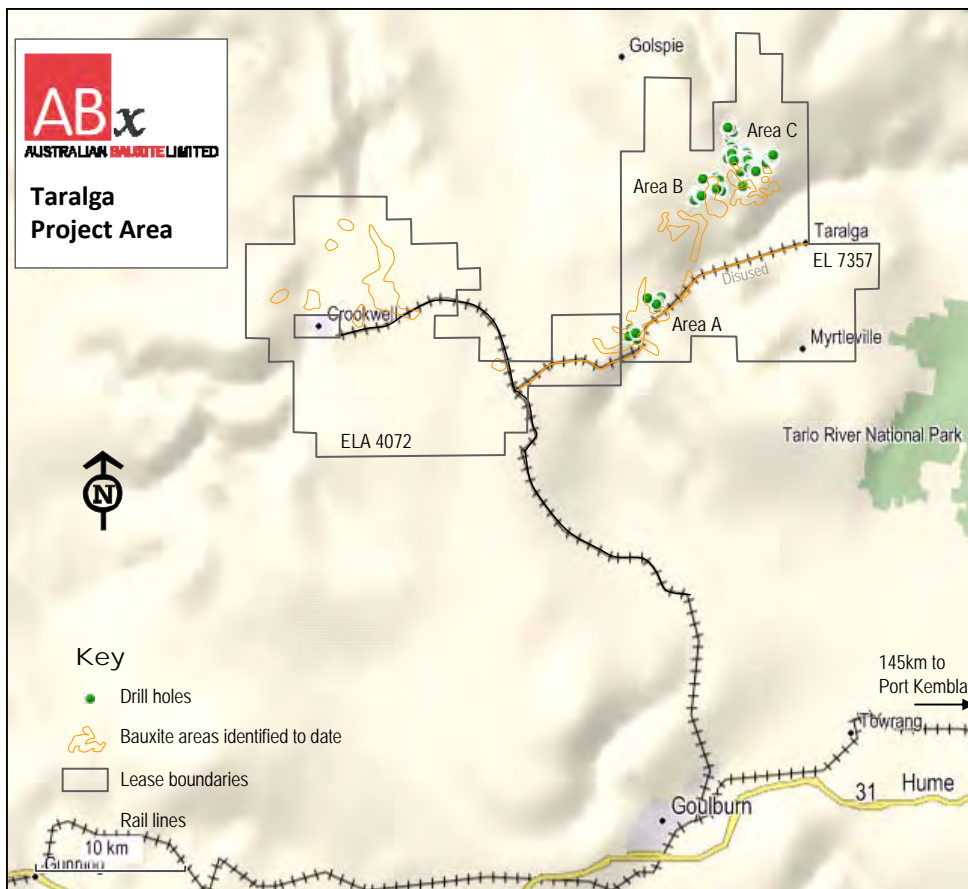 ABx
AUSTRALIAN BAUXITE LIMITED
Taralga
Project Area
Golspie
Area C
Area B
Taralga
EL 7357
Disused
Crookwell
Area A
Myrtleville
ELA 4072
Tarlo River National Park
N
Key
145km to
Port Kembla
Drill holes
Towrang
Bauxite areas identified to date
Lease boundaries
31
Hume
Rail lines
Goulburn
10 km
Gunning